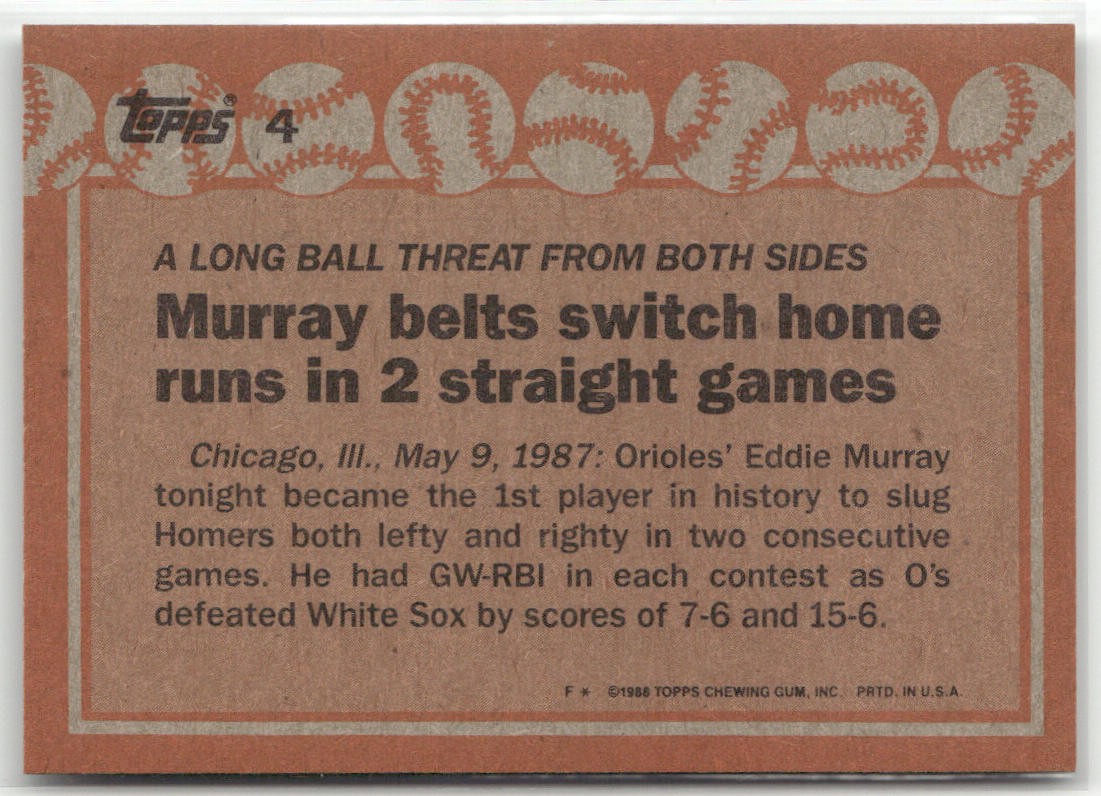 Topps® 4
A LONG BALL THREAT FROM BOTH SIDES
Murray belts switch home
runs in 2 straight games
Chicago, Ill., May 9, 1987: Orioles' Eddie Murray
tonight became the 1st player in history to slug
Homers both lefty and righty in two consecutive
games. He had GW-RBI in each contest as O's
defeated White Sox by scores of 7-6 and 15-6.
F * ©1988 TOPPS CHEWING GUM, INC. PRTD. IN U.S.A.